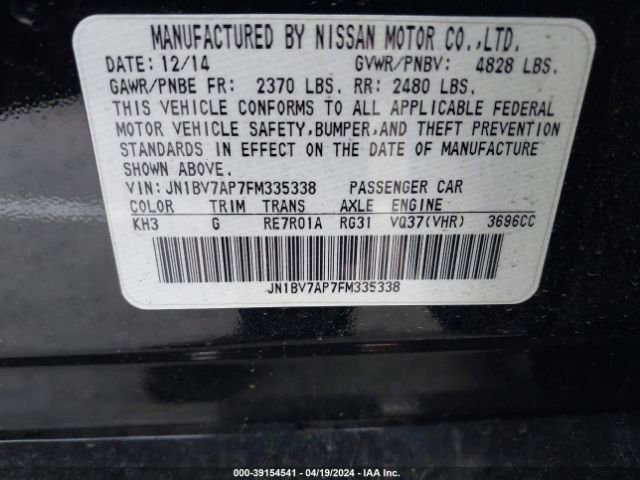 MANUFACTURED BY NISSAN MOTOR CO.,LTD.
DATE: 12/14 GVWR/PNBV: 4828 LBS.
GAWR/PNBE FR: 2370 LBS. RR: 2480 LBS.
THIS VEHICLE CONFORMS TO ALL APPLICABLE FEDERAL
MOTOR VEHICLE SAFETY,BUMPER,AND THEFT PREVENTION
STANDARDS IN EFFECT ON THE DATE OF MANUFACTURE
SHOWN ABOVE.
VIN:JN1BV7AP7FM335338 PASSENGER CAR
COLOR TRIM TRANS AXLE ENGINE
KH3 G RE7R01A RG31 VQ37(VHR) 3696CC
JN1BV7AP7FM335338
000-39154541 - 04/19/2024 - IAA Inc.